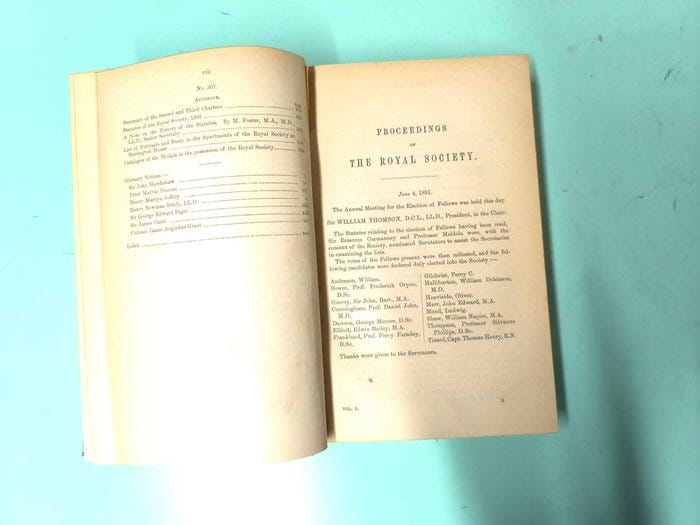 viii
No. 307.
Appendix.
Page
Summary of the Second and Third Charters
Statutes of the Royal Society, 1891
A Note on the History of the Statutes. By M. Foster, M.A., M.D.,
LL.D., Senior Secretary
List of Portraits and Busts in the Apartments of the Royal Society at
Burlington House
Catalogue of the Medals in the possession of the Royal Society
Obituary Notices:—
Sir John Hawkshaw
Peter Martin Duncan
Henry Martyn Jeffery
Henry Bowman Brady, LL.D.
Sir George Edward Paget
Sir James Caird
Colonel James Augustus Grant
Index
PROCEEDINGS
OF
THE ROYAL SOCIETY.
June 4, 1891.
The Annual Meeting for the Election of Fellows was held this day.
Sir WILLIAM THOMSON, D.C.L., LL.D., President, in the Chair.
The Statutes relating to the election of Fellows having been read,
Sir Erasmus Ommanney and Professor Meldola were, with the
consent of the Society, nominated Scrutators to assist the Secretaries
in examining the lists.
The votes of the Fellows present were then collected, and the fol-
lowing candidates were declared duly elected into the Society:—
Anderson, William.
Bower, Prof. Frederick Orpen,
D.Sc.
Conroy, Sir John, Bart., M.A.
Cunningham, Prof. Daniel John,
M.D.
Dawson, George Mercer, D.Sc.
Elliott, Edwin Bailey, M.A.
Frankland, Prof. Percy Faraday,
B.Sc.
Gilchrist, Percy C.
Halliburton, William Dobinson,
M.D.
Heaviside, Oliver.
Marr, John Edward, M.A.
Mond, Ludwig.
Shaw, William Napier, M.A.
Thompson, Professor Silvanus
Phillips, D.Sc.
Tizard, Capt. Thomas Henry, R.N.
Thanks were given to the Scrutators.
VOL. L.
B